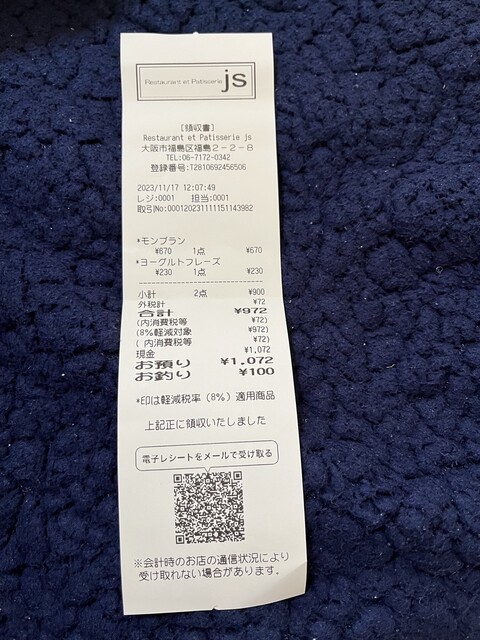 Restaurant et Patisserie js
[領収書]
Restaurant et Patisserie js
大阪市福島区福島2-2-8
TEL:06-7172-0342
登録番号:T2810692456506
2023/11/17 12:07:49
レジ:0001 担当:0001
取引No:000120231111151143982
*モンブラン
¥670 1点 ¥670
*ヨーグルトフレーズ
¥230 1点 ¥230
小計 2点 ¥900
外税計 ¥72
合計 ¥972
(内消費税等 ¥72)
(8%軽減対象 ¥972)
(内消費税等 ¥72)
現金 ¥1,072
お預り ¥1,072
お釣り ¥100
*印は軽減税率(8%)適用商品
上記正に領収いたしました
電子レシートをメールで受け取る
※会計時のお店の通信状況により
受け取れない場合があります。